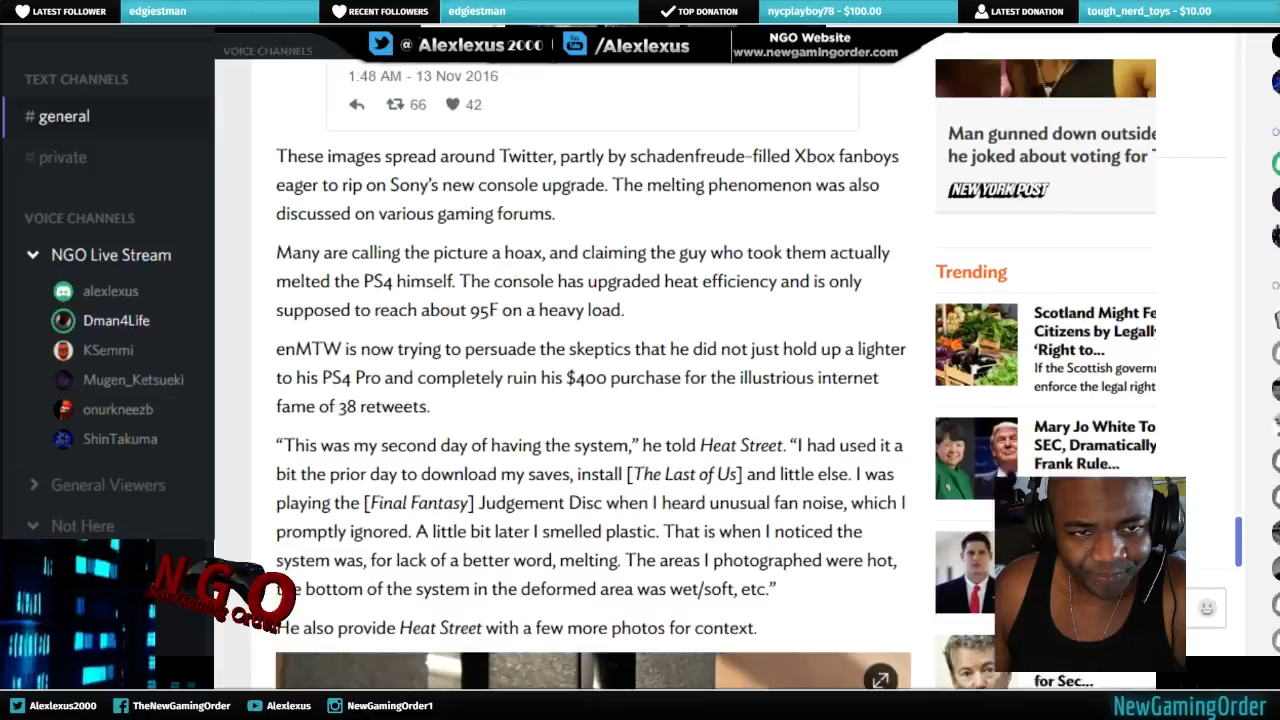 LATEST FOLLOWER
edgiestman
RECENT FOLLOWERS
edgiestman
TOP DONATION
nycplayboy78 - $100.00
LATEST DONATION
tough_nerd_toys - $10.00
@ Alexlexus 2000
You Tube
/Alexlexus
NGO Website
www.newgamingorder.com
VOICE CHANNELS
TEXT CHANNELS
# general
# private
VOICE CHANNELS
NGO Live Stream
alexlexus
Dman4Life
KSemmi
Mugen_Ketsueki
onurkneezb
ShinTakuma
General Viewers
Not Here
1:48 AM - 13 Nov 2016
66
42
These images spread around Twitter, partly by schadenfreude-filled Xbox fanboys
eager to rip on Sony's new console upgrade. The melting phenomenon was also
discussed on various gaming forums.
Many are calling the picture a hoax, and claiming the guy who took them actually
melted the PS4 himself. The console has upgraded heat efficiency and is only
supposed to reach about 95F on a heavy load.
enMTW is now trying to persuade the skeptics that he did not just hold up a lighter
to his PS4 Pro and completely ruin his $400 purchase for the illustrious internet
fame of 38 retweets.
“This was my second day of having the system,” he told Heat Street. “I had used it a
bit the prior day to download my saves, install [The Last of Us] and little else. I was
playing the [Final Fantasy] Judgement Disc when I heard unusual fan noise, which I
promptly ignored. A little bit later I smelled plastic. That is when I noticed the
system was, for lack of a better word, melting. The areas I photographed were hot,
the bottom of the system in the deformed area was wet/soft, etc.”
He also provide Heat Street with a few more photos for context.
Man gunned down outside
he joked about voting for
NEW YORK POST
Trending
Scotland Might Fe
Citizens by Legally
‘Right to...
If the Scottish govern
enforce the legal right
Mary Jo White To
SEC, Dramatically
Frank Rule...
for Sec...
NGO
Alexlexus2000
TheNewGamingOrder
Alexlexus
NewGamingOrder1
NewGamingOrder